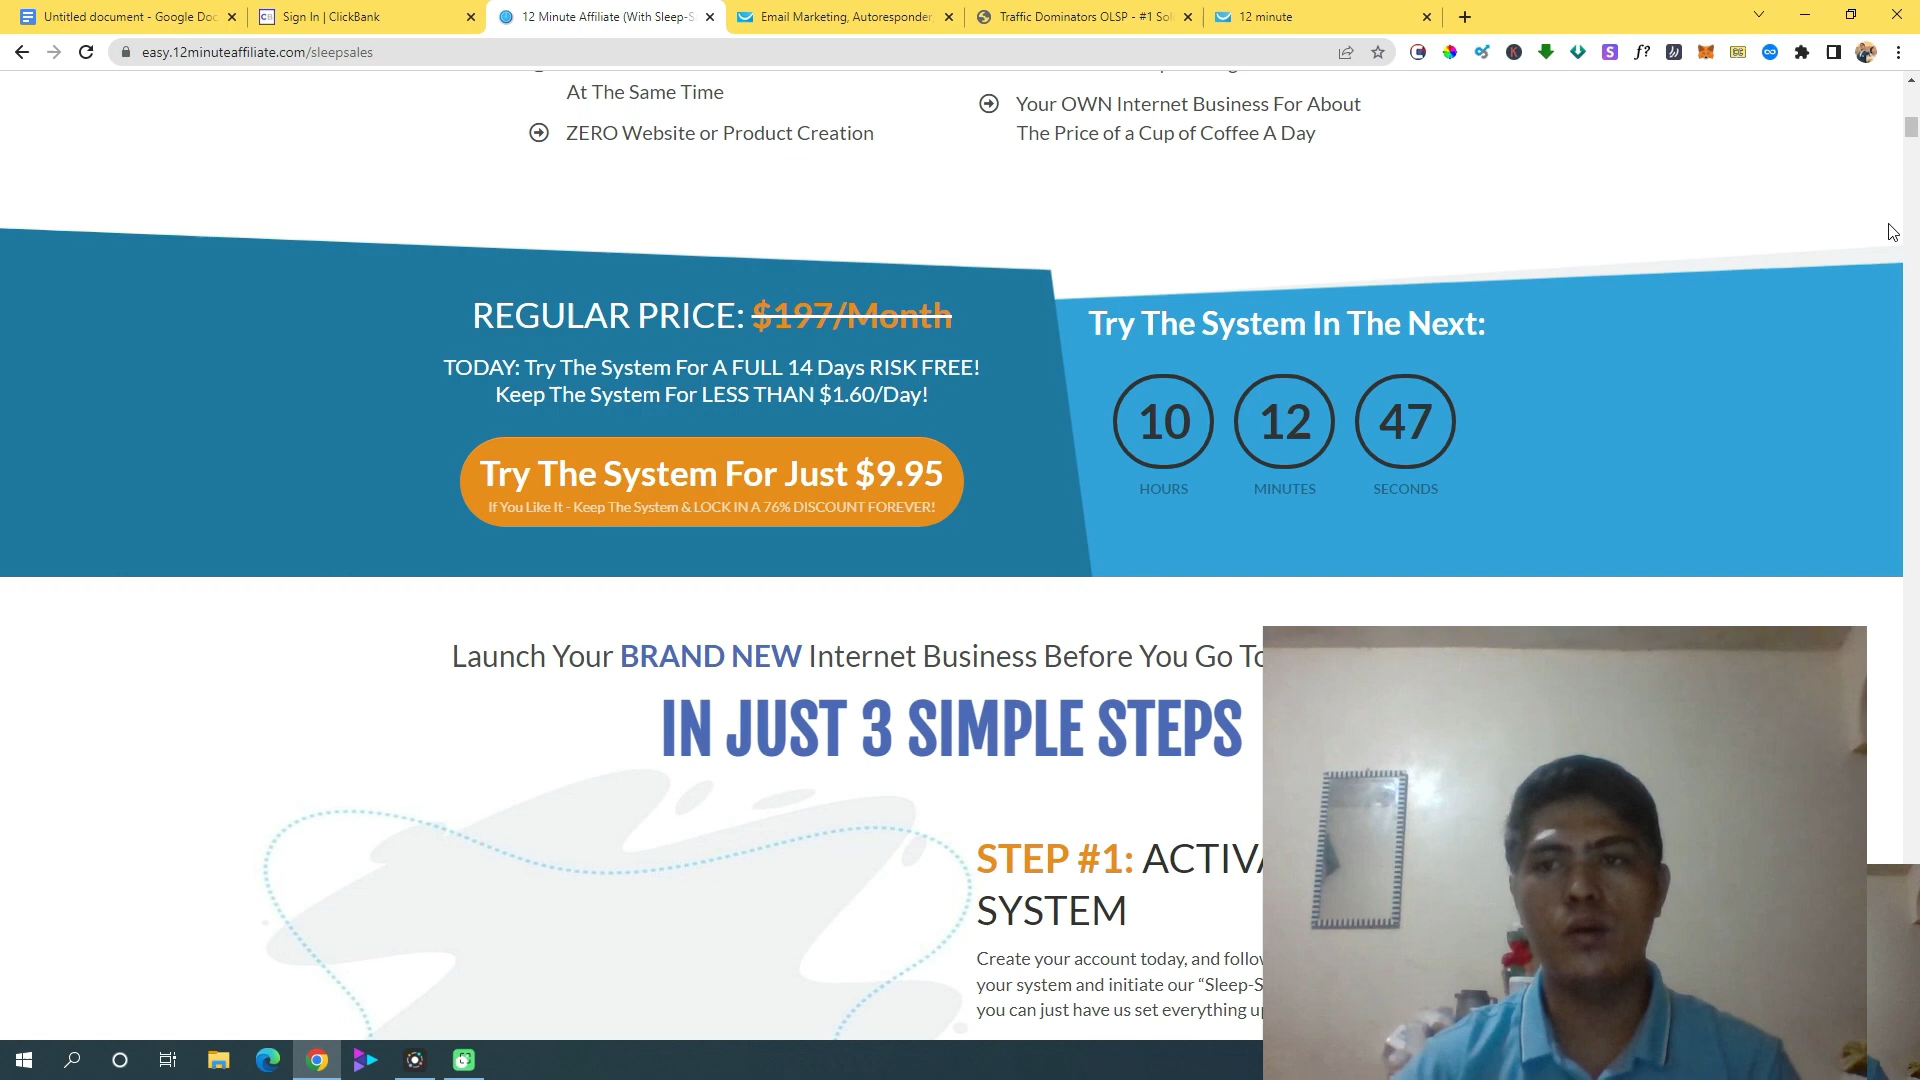 Untitled document - Google Doc
Sign In | ClickBank
12 Minute Affiliate (With Sleep-S
Email Marketing, Autoresponder,
Traffic Dominators OLSP - #1 Sol
12 minute
easy.12minuteaffiliate.com/sleepsales
At The Same Time
ZERO Website or Product Creation
Your OWN Internet Business For About
The Price of a Cup of Coffee A Day
REGULAR PRICE: $197/Month
TODAY: Try The System For A FULL 14 Days RISK FREE!
Keep The System For LESS THAN $1.60/Day!
Try The System For Just $9.95
If You Like It - Keep The System & LOCK IN A 76% DISCOUNT FOREVER!
Try The System In The Next:
10 12 47
HOURS MINUTES SECONDS
Launch Your BRAND NEW Internet Business Before You Go To
IN JUST 3 SIMPLE STEPS
STEP #1: ACTIVA
SYSTEM
Create your account today, and follow
your system and initiate our “Sleep-S
you can just have us set everything up